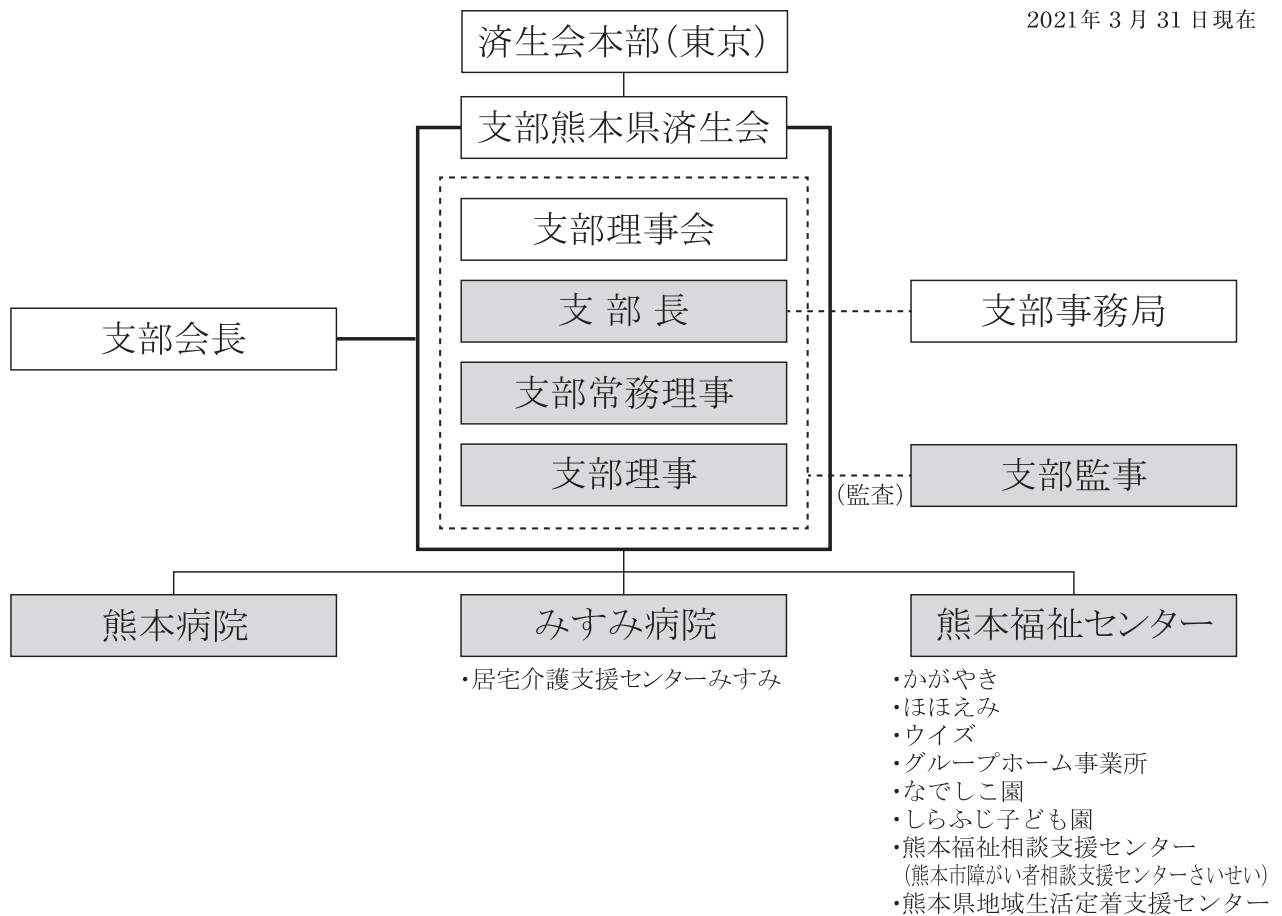 2021年 3 月 31 日現在
済生会本部（東京）
支部熊本県済生会
支部理事会
支 部 長
支部事務局
支部会長
支部常務理事
支部理事
（監査）
支部監事
熊本病院
みすみ病院
・居宅介護支援センターみすみ
熊本福祉センター
・かがやき
・ほほえみ
・ウイズ
・グループホーム事業所
・なでしこ園
・しらふじ子ども園
・熊本福祉相談支援センター
（熊本市障がい者相談支援センターさいせい）
・熊本県地域生活定着支援センター